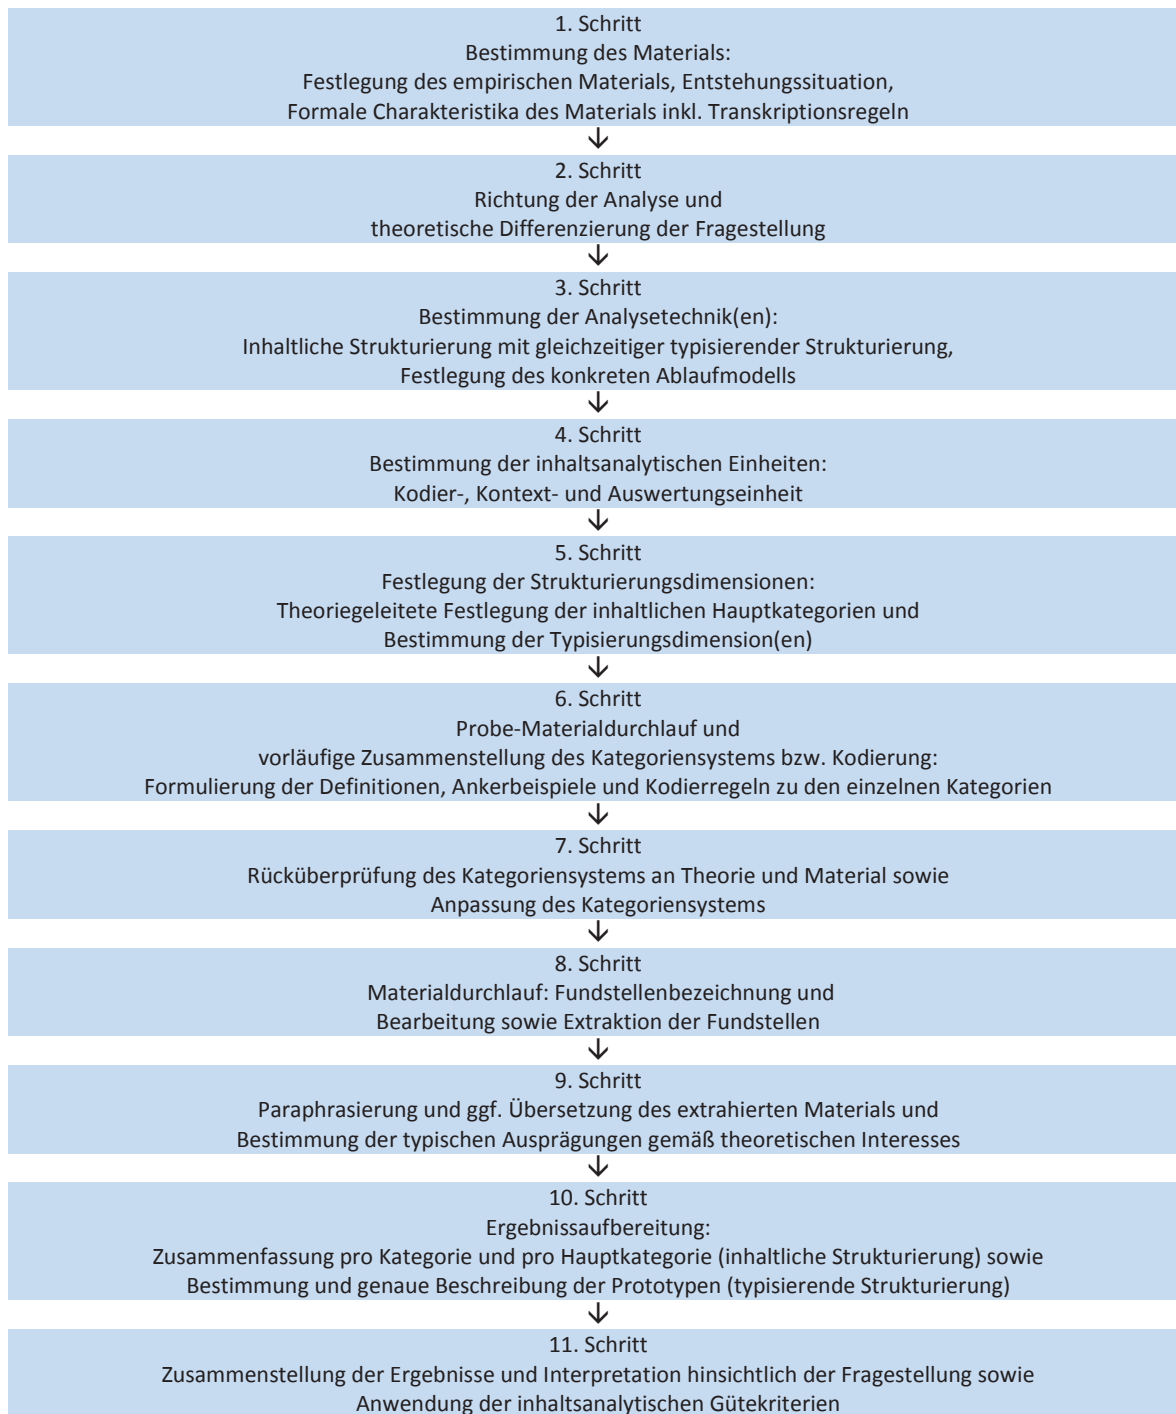 1. Schritt
Bestimmung des Materials:
Festlegung des empirischen Materials, Entstehungssituation,
Formale Charakteristika des Materials inkl. Transkriptionsregeln
2. Schritt
Richtung der Analyse und
theoretische Differenzierung der Fragestellung
3. Schritt
Bestimmung der Analysetechnik(en):
Inhaltliche Strukturierung mit gleichzeitiger typisierender Strukturierung,
Festlegung des konkreten Ablaufmodells
4. Schritt
Bestimmung der inhaltsanalytischen Einheiten:
Kodier-, Kontext- und Auswertungseinheit
5. Schritt
Festlegung der Strukturierungsdimensionen:
Theoriegeleitete Festlegung der inhaltlichen Hauptkategorien und
Bestimmung der Typisierungsdimension(en)
6. Schritt
Probe-Materialdurchlauf und
vorläufige Zusammenstellung des Kategoriensystems bzw. Kodierung:
Formulierung der Definitionen, Ankerbeispiele und Kodierregeln zu den einzelnen Kategorien
7. Schritt
Rücküberprüfung des Kategoriensystems an Theorie und Material sowie
Anpassung des Kategoriensystems
8. Schritt
Materialdurchlauf: Fundstellenbezeichnung und
Bearbeitung sowie Extraktion der Fundstellen
9. Schritt
Paraphrasierung und ggf. Übersetzung des extrahierten Materials und
Bestimmung der typischen Ausprägungen gemäß theoretischen Interesses
10. Schritt
Ergebnissaufbereitung:
Zusammenfassung pro Kategorie und pro Hauptkategorie (inhaltliche Strukturierung) sowie
Bestimmung und genaue Beschreibung der Prototypen (typisierende Strukturierung)
11. Schritt
Zusammenstellung der Ergebnisse und Interpretation hinsichtlich der Fragestellung sowie
Anwendung der inhaltsanalytischen Gütekriterien